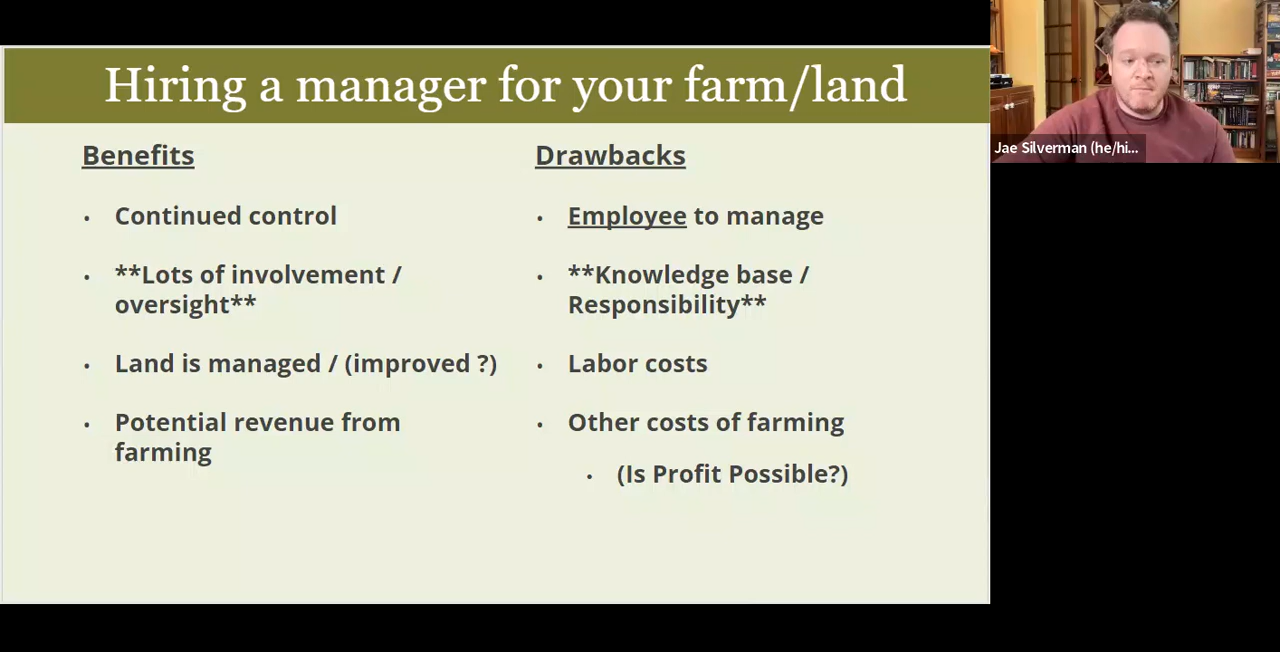 Hiring a manager for your farm/land
Benefits
• Continued control
• **Lots of involvement /
oversight**
• Land is managed / (improved ?)
• Potential revenue from
farming
Drawbacks
• Employee to manage
• **Knowledge base /
Responsibility**
• Labor costs
• Other costs of farming
• (Is Profit Possible?)
Jae Silverman (he/hi...